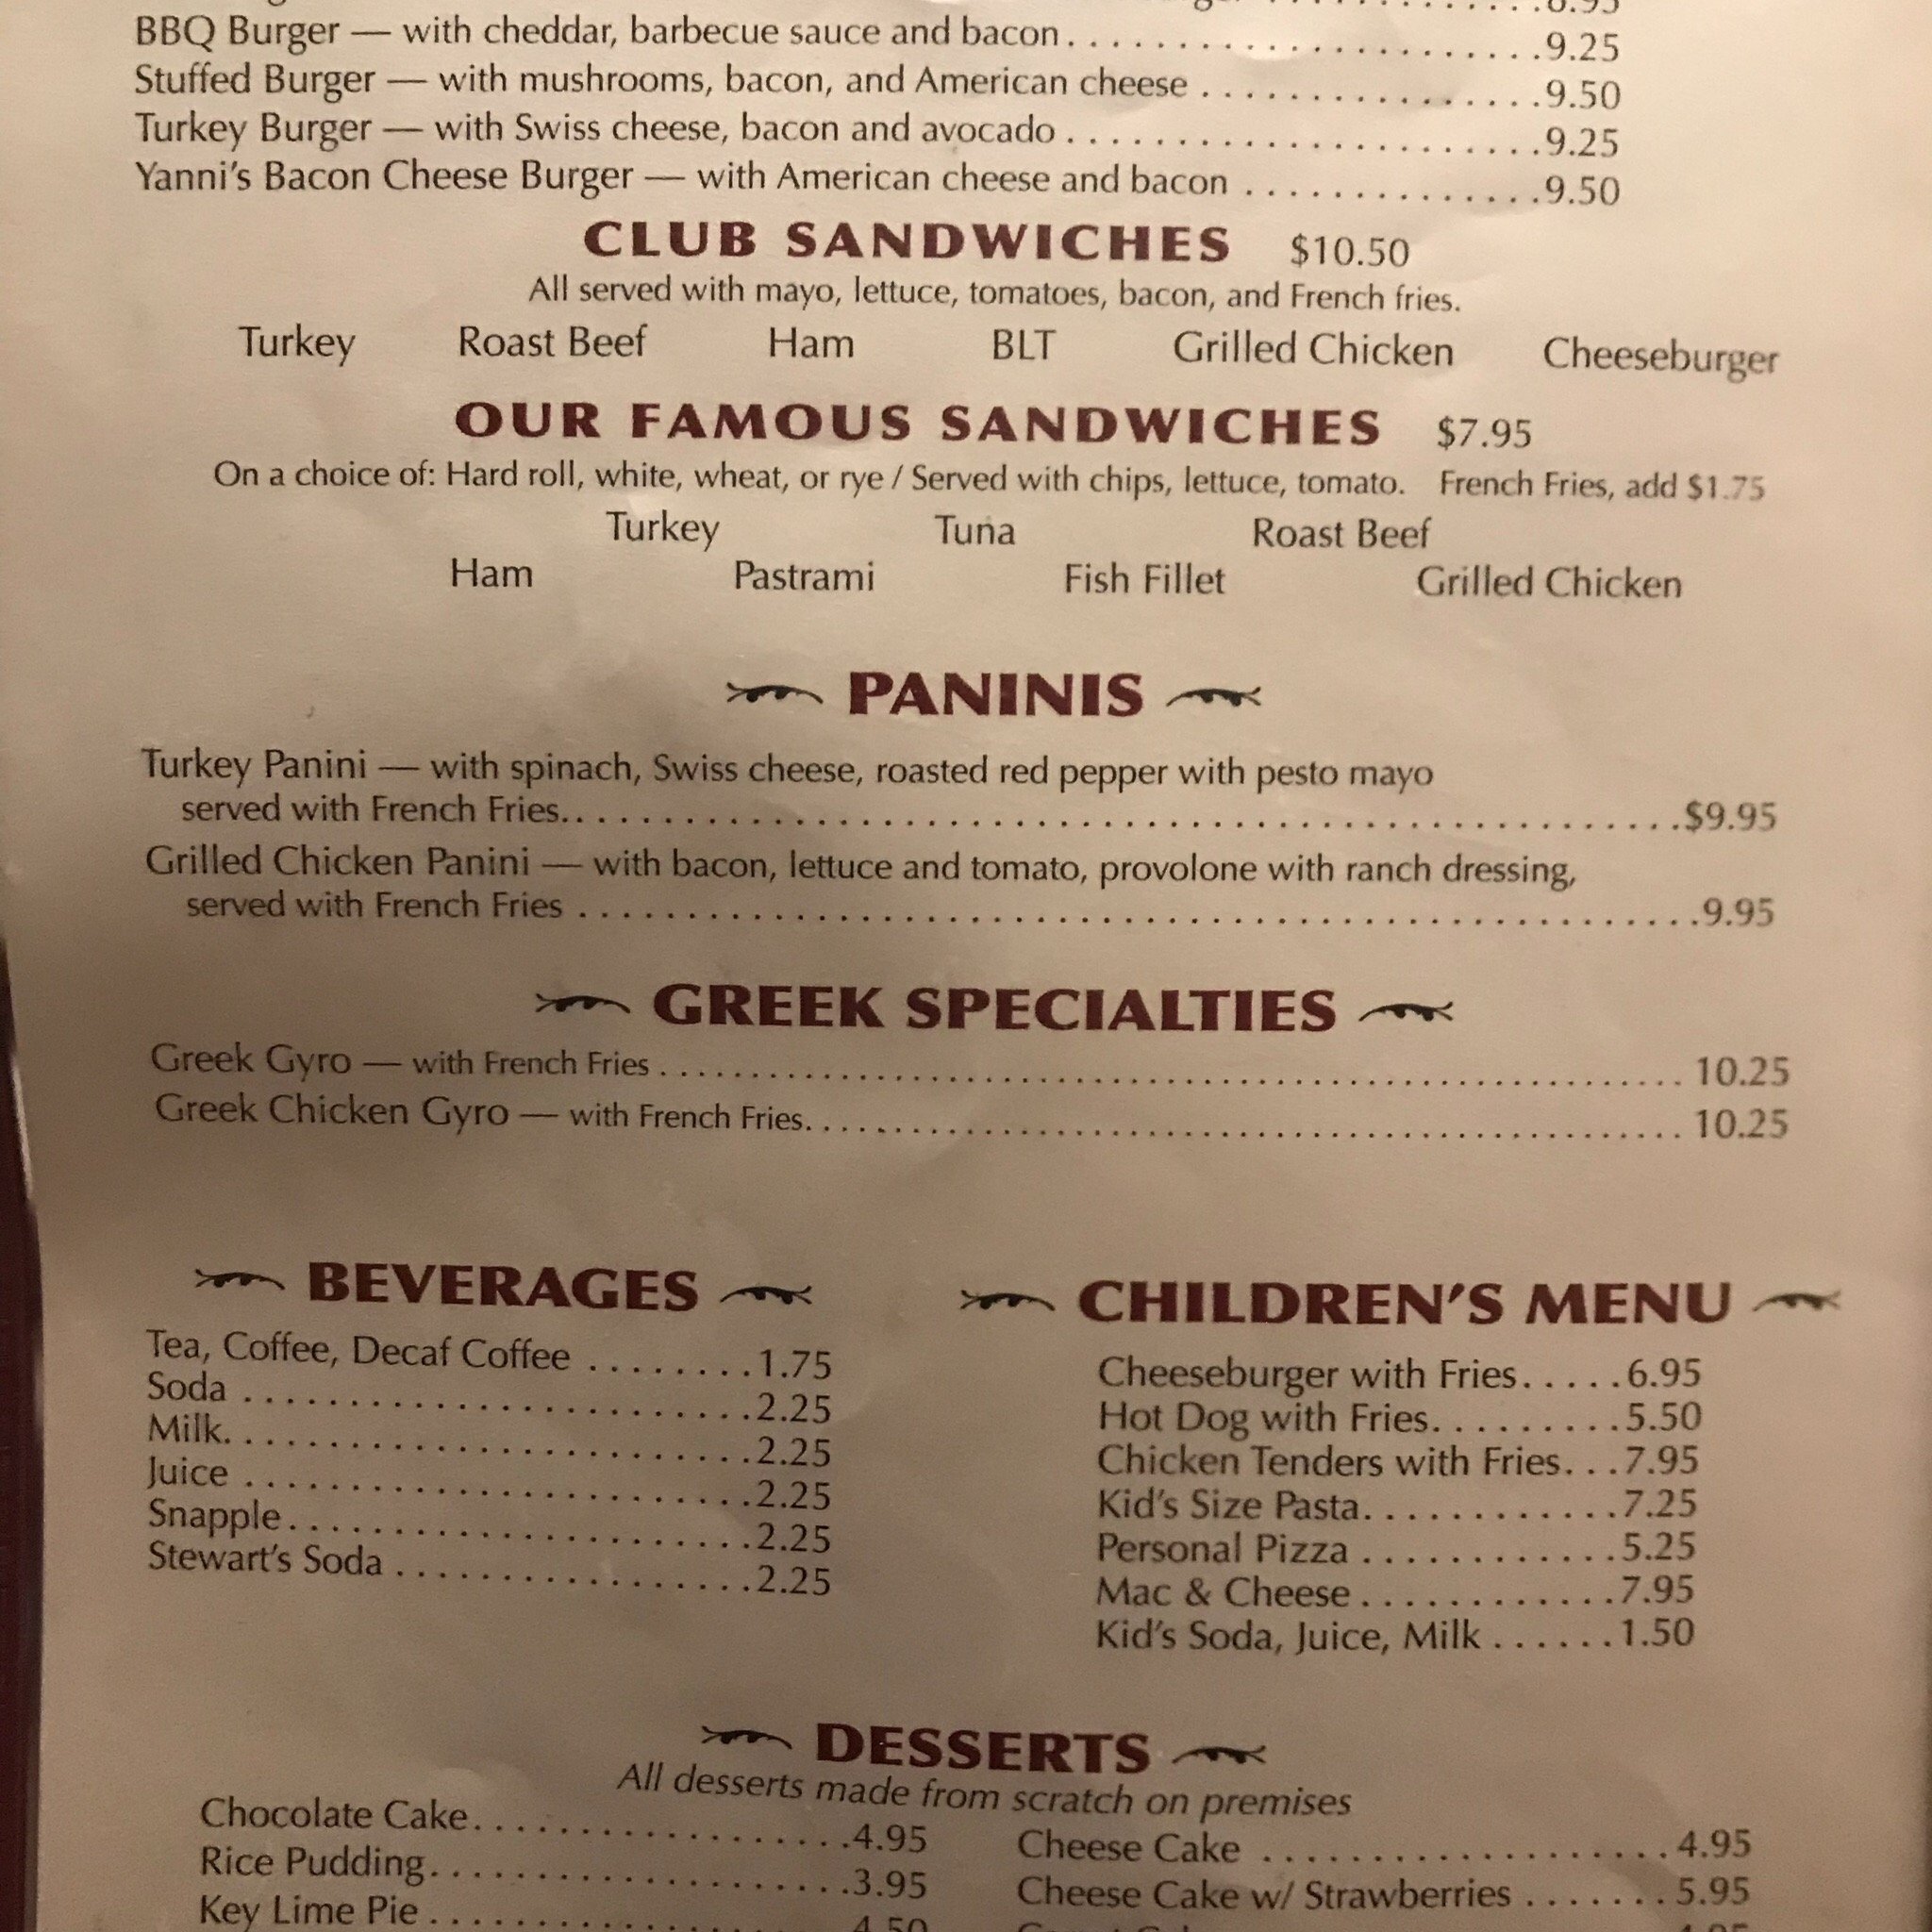 8.95
BBQ Burger — with cheddar, barbecue sauce and bacon. . . . . . . . . . . . . . . . . . . . . . . .9.25
Stuffed Burger — with mushrooms, bacon, and American cheese . . . . . . . . . . . . . . . . .9.50
Turkey Burger — with Swiss cheese, bacon and avocado . . . . . . . . . . . . . . . . . . . . . . . .9.25
Yanni's Bacon Cheese Burger — with American cheese and bacon . . . . . . . . . . . . . . .9.50
CLUB SANDWICHES $10.50
All served with mayo, lettuce, tomatoes, bacon, and French fries.
Turkey Roast Beef Ham BLT Grilled Chicken Cheeseburger
OUR FAMOUS SANDWICHES $7.95
On a choice of: Hard roll, white, wheat, or rye / Served with chips, lettuce, tomato. French Fries, add $1.75
Turkey Tuna Roast Beef
Ham Pastrami Fish Fillet Grilled Chicken
PANINIS
Turkey Panini — with spinach, Swiss cheese, roasted red pepper with pesto mayo
served with French Fries. . . . . . . . . . . . . . . . . . . . . . . . . . . . . . . . . . . . . . . . . . . . . . . . . . . .$9.95
Grilled Chicken Panini — with bacon, lettuce and tomato, provolone with ranch dressing,
served with French Fries . . . . . . . . . . . . . . . . . . . . . . . . . . . . . . . . . . . . . . . . . . . . . . . . . . . .9.95
GREEK SPECIALTIES
Greek Gyro — with French Fries . . . . . . . . . . . . . . . . . . . . . . . . . . . . . . . . . . . . . . . . . . . . . . 10.25
Greek Chicken Gyro — with French Fries. . . . . . . . . . . . . . . . . . . . . . . . . . . . . . . . . . . . . . . 10.25
BEVERAGES
Tea, Coffee, Decaf Coffee . . . . . . . .1.75
Soda . . . . . . . . . . . . . . . . . . . . . . . .2.25
Milk. . . . . . . . . . . . . . . . . . . . . . . . .2.25
Juice . . . . . . . . . . . . . . . . . . . . . . . .2.25
Snapple . . . . . . . . . . . . . . . . . . . . . .2.25
Stewart's Soda . . . . . . . . . . . . . . . . .2.25
CHILDREN'S MENU
Cheeseburger with Fries. . . . .6.95
Hot Dog with Fries. . . . . . . . .5.50
Chicken Tenders with Fries. . .7.95
Kid's Size Pasta. . . . . . . . . . . .7.25
Personal Pizza . . . . . . . . . . . .5.25
Mac & Cheese . . . . . . . . . . . .7.95
Kid's Soda, Juice, Milk . . . . . .1.50
DESSERTS
All desserts made from scratch on premises
Chocolate Cake. . . . . . . . . . . . . . . . . .4.95
Rice Pudding. . . . . . . . . . . . . . . . . . . .3.95
Key Lime Pie . . . . . . . . . . . . . . . . . . . .4.50
Cheese Cake . . . . . . . . . . . . . . . . . . . . 4.95
Cheese Cake w/ Strawberries . . . . . . . 5.95